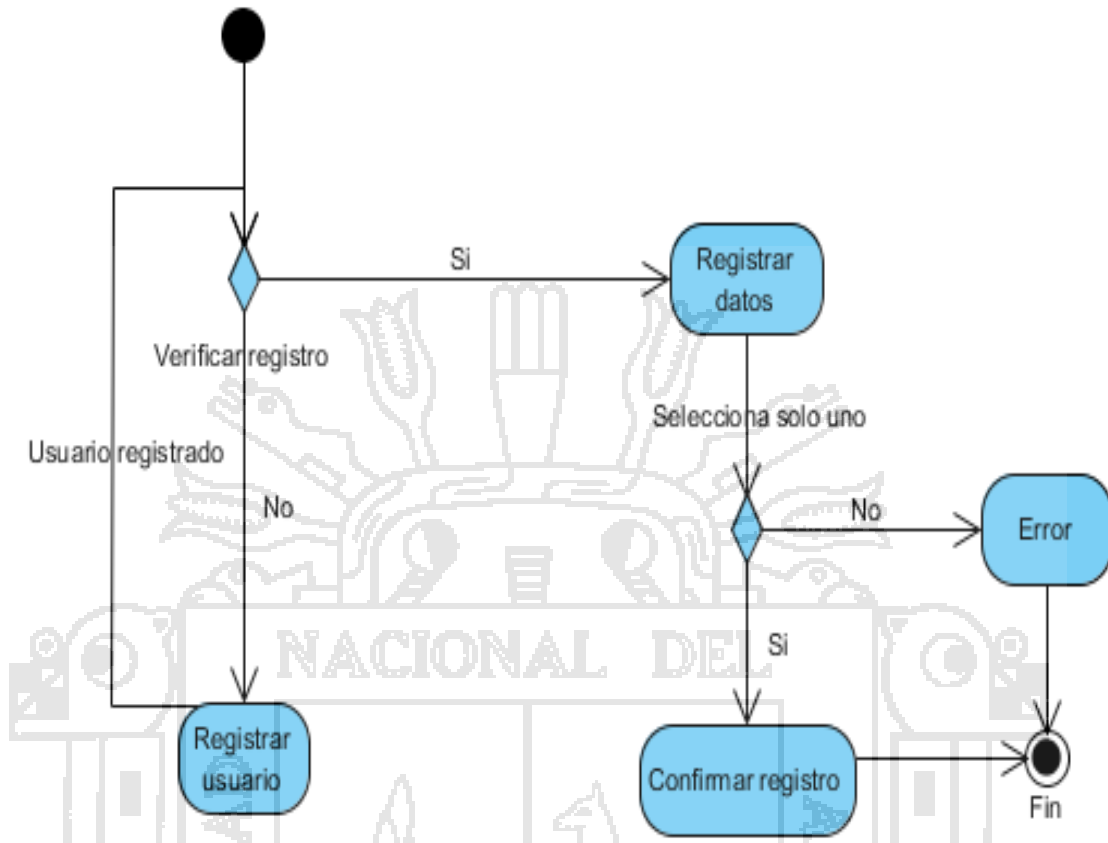 Si
Registrar
datos
Verificar registro
Selecciona solo uno
Usuario registrado
No
No
Error
NACIONAL DEL
Si
Registrar
usuario
Confirmar registro
Fin